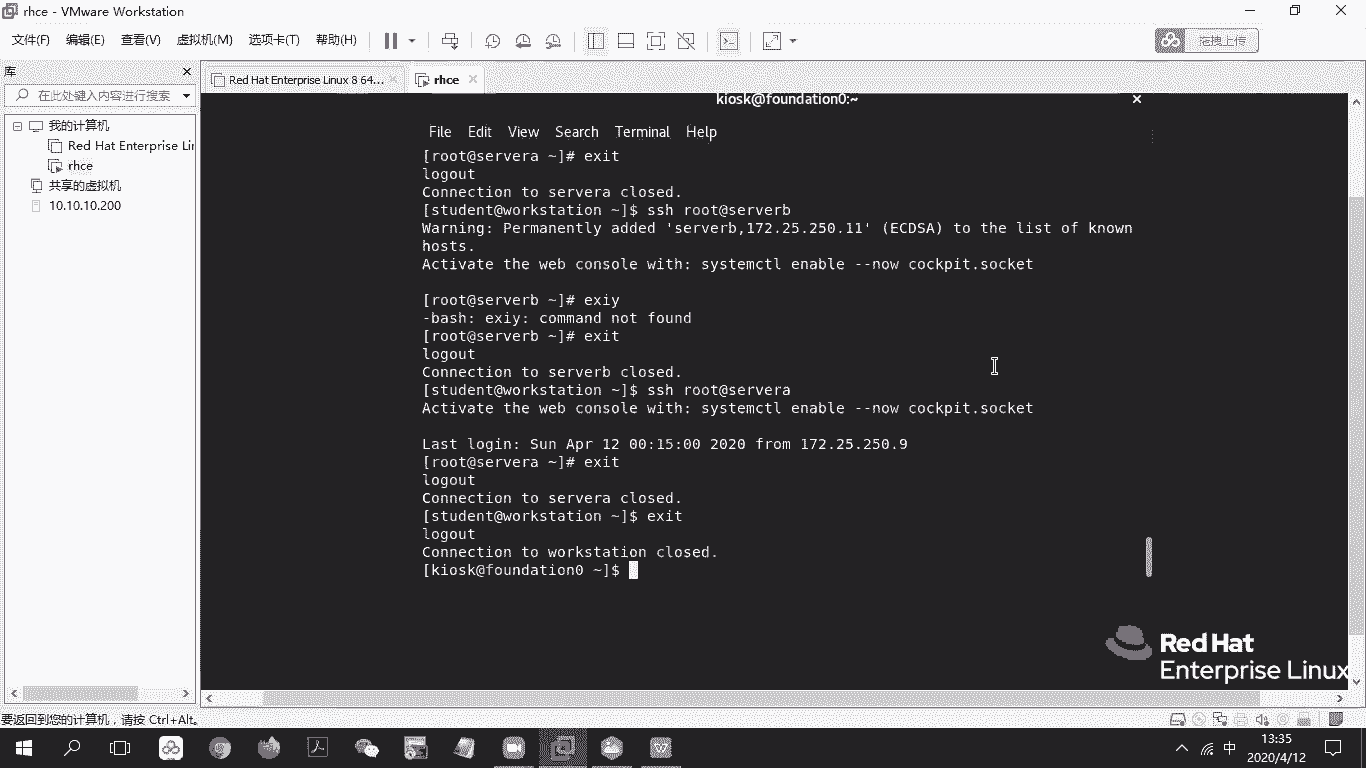 rhce - VMware Workstation
文件(F) 编辑(E) 查看(V) 虚拟机(M) 选项卡(T) 帮助(H)
拖拽上传
库
在此处键入内容进行搜索
我的计算机
Red Hat Enterprise Lir
rhce
共享的虚拟机
10.10.10.200
Red Hat Enterprise Linux 8 64...
rhce
kiosk@foundation0:~
File Edit View Search Terminal Help
[root@servera ~]# exit
logout
Connection to servera closed.
[student@workstation ~]$ ssh root@serverb
Warning: Permanently added 'serverb,172.25.250.11' (ECDSA) to the list of known
hosts.
Activate the web console with: systemctl enable --now cockpit.socket
[root@serverb ~]# exiy
-bash: exiy: command not found
[root@serverb ~]# exit
logout
Connection to serverb closed.
[student@workstation ~]$ ssh root@servera
Activate the web console with: systemctl enable --now cockpit.socket
Last login: Sun Apr 12 00:15:00 2020 from 172.25.250.9
[root@servera ~]# exit
logout
Connection to servera closed.
[student@workstation ~]$ exit
logout
Connection to workstation closed.
[kiosk@foundation0 ~]$
Red Hat
Enterprise Linux
要返回到您的计算机，请按 Ctrl+Alt。
中
13:35
2020/4/12